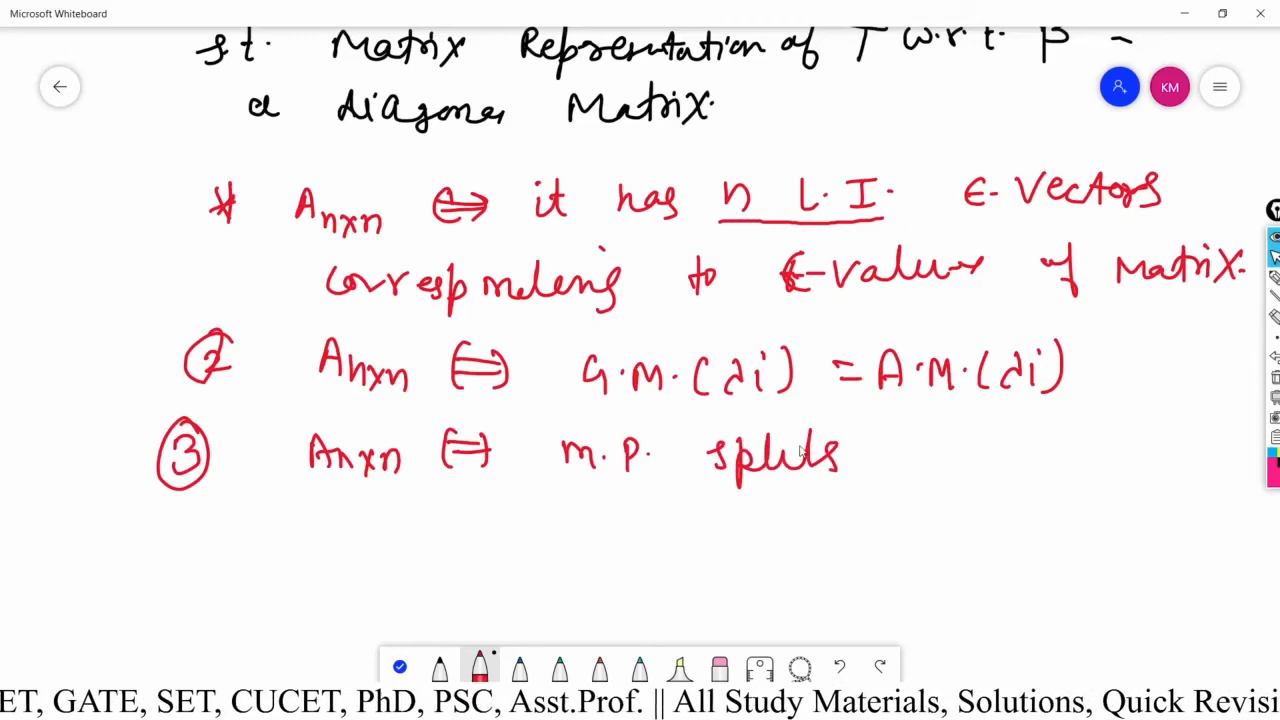 Microsoft Whiteboard
st. Matrix Representation of T w.r.t. β =
a diagonal Matrix.
KM
* Anxn ⇔ it has n L.I. E-Vectors
corresponding to E-values of Matrix.
② Anxn ⇔ G.M.(λi) = A.M.(λi)
③ Anxn ⇔ m.p. splits
ET, GATE, SET, CUCET, PhD, PSC, Asst.Prof. || All Study Materials, Solutions, Quick Revisi